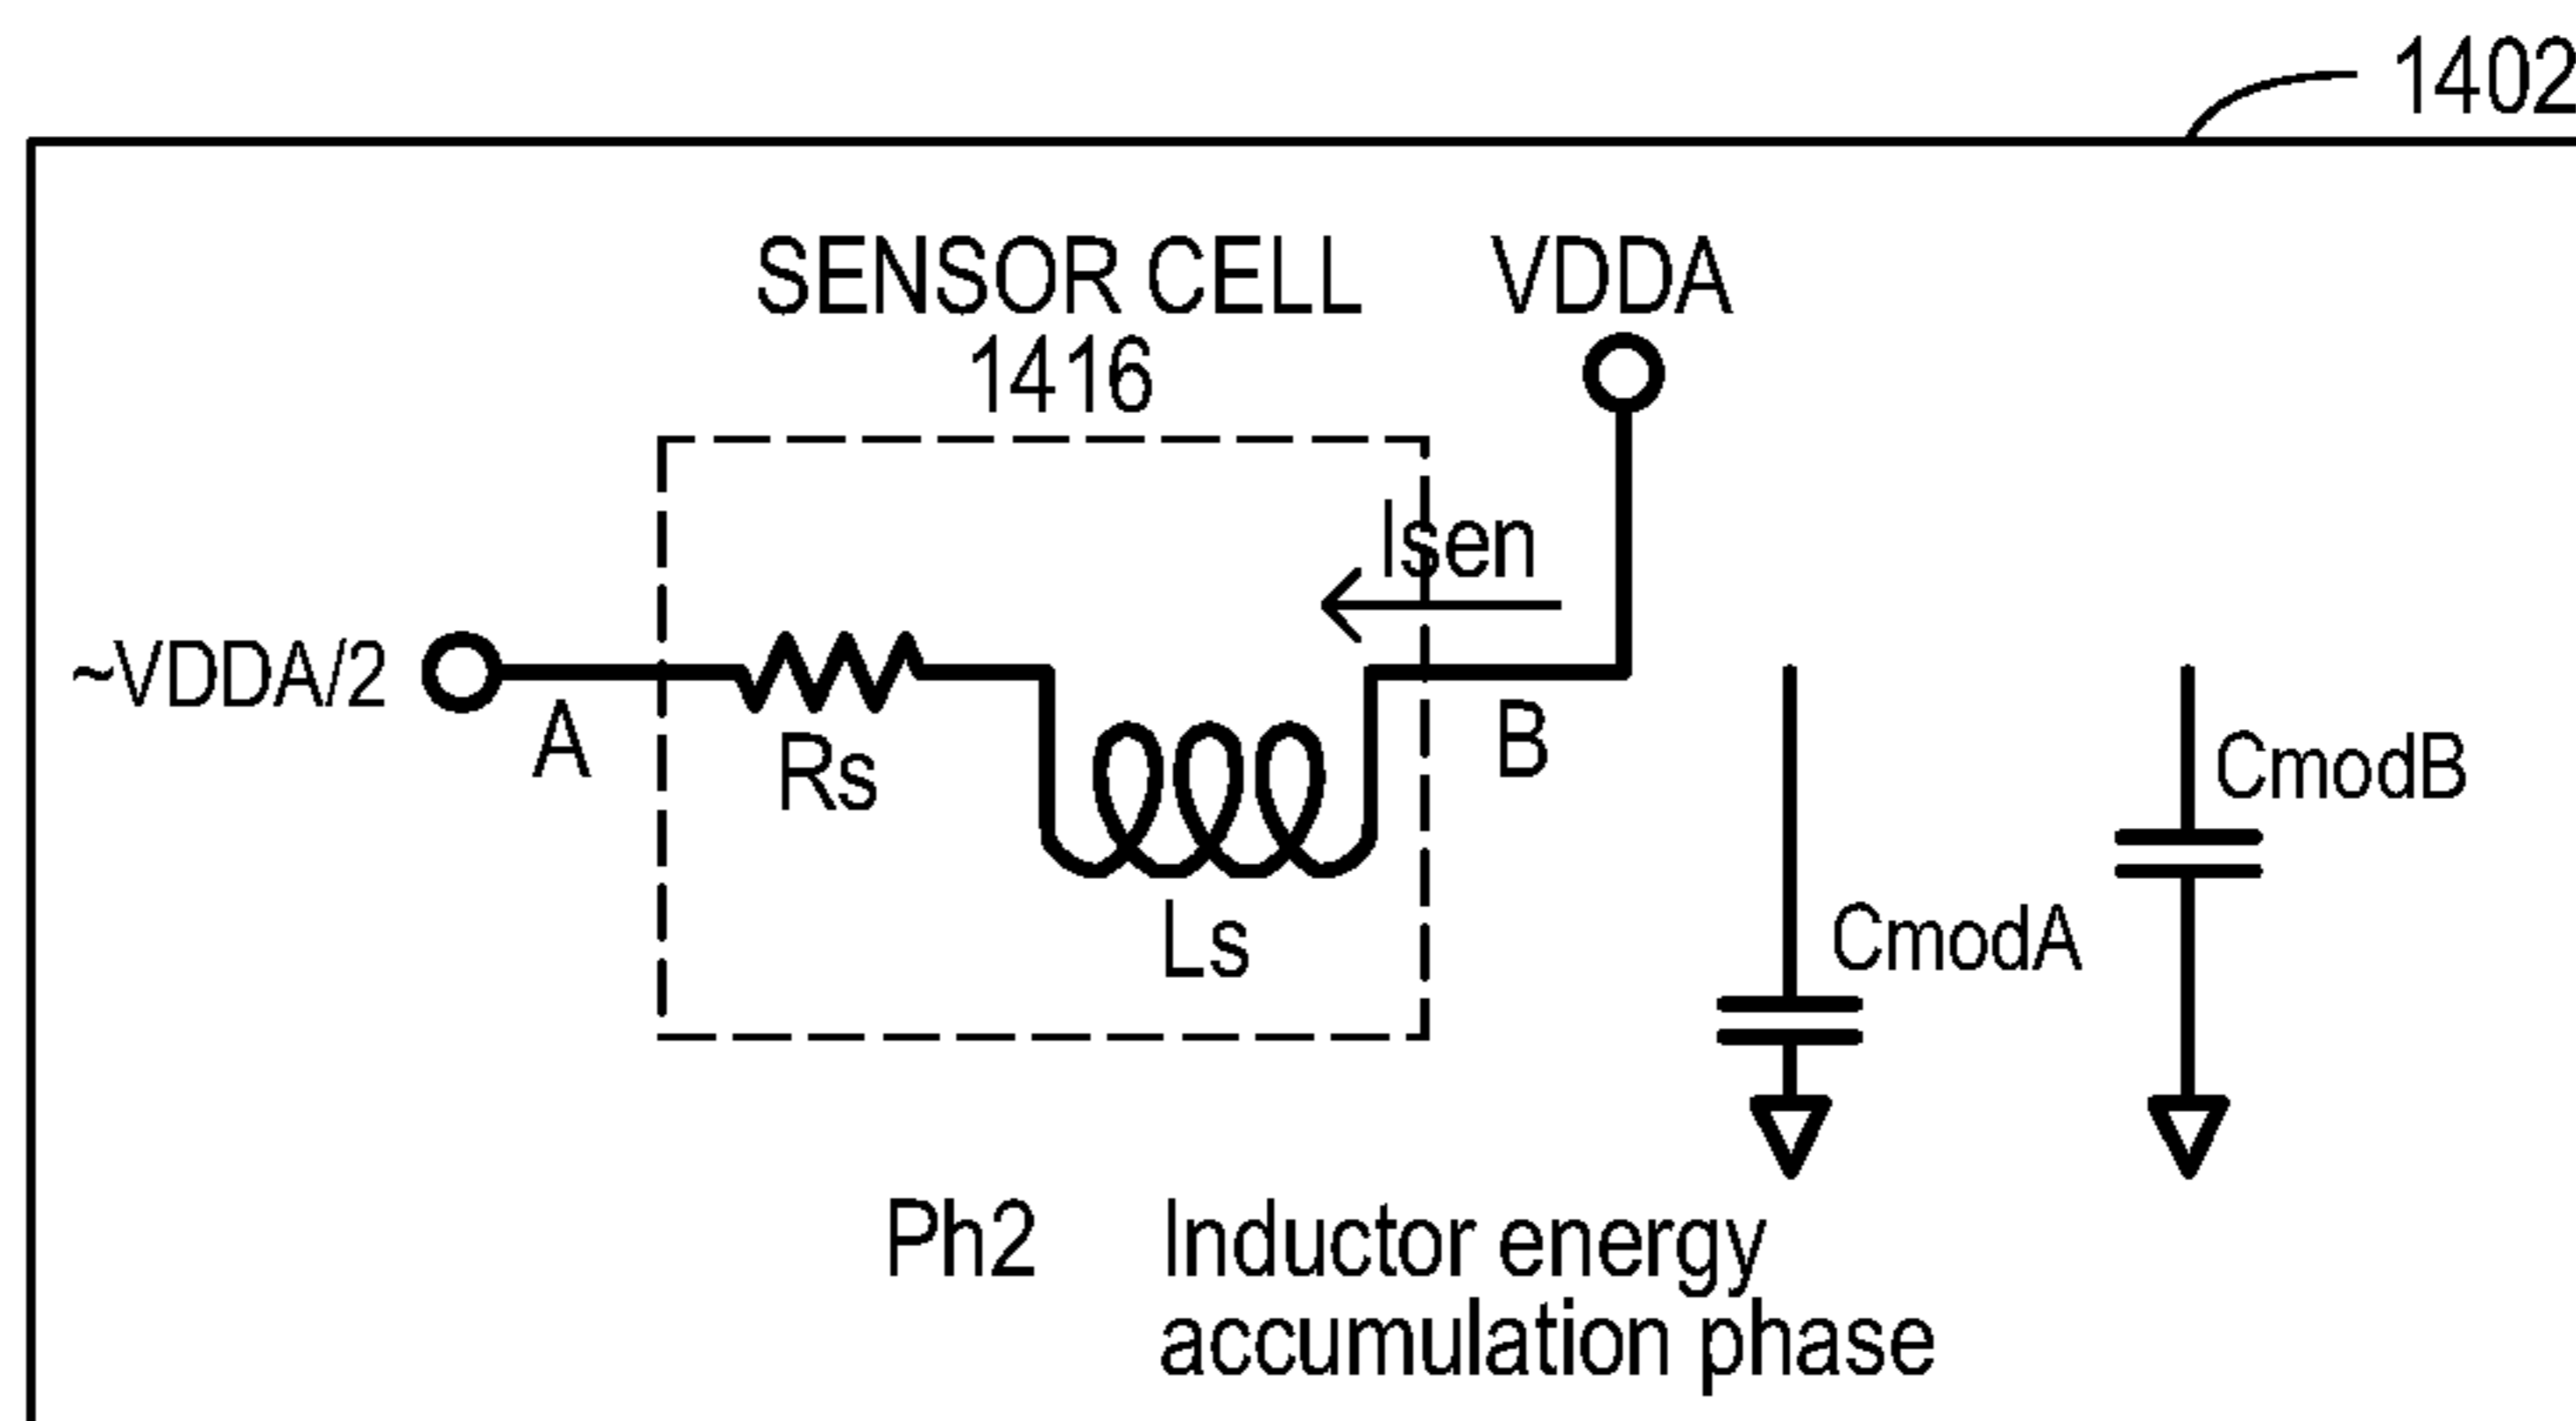 1402
SENSOR CELL
1416
VDDA
Isen
~VDDA/2
A
Rs
Ls
B
CmodA
CmodB
Ph2
Inductor energy
accumulation phase